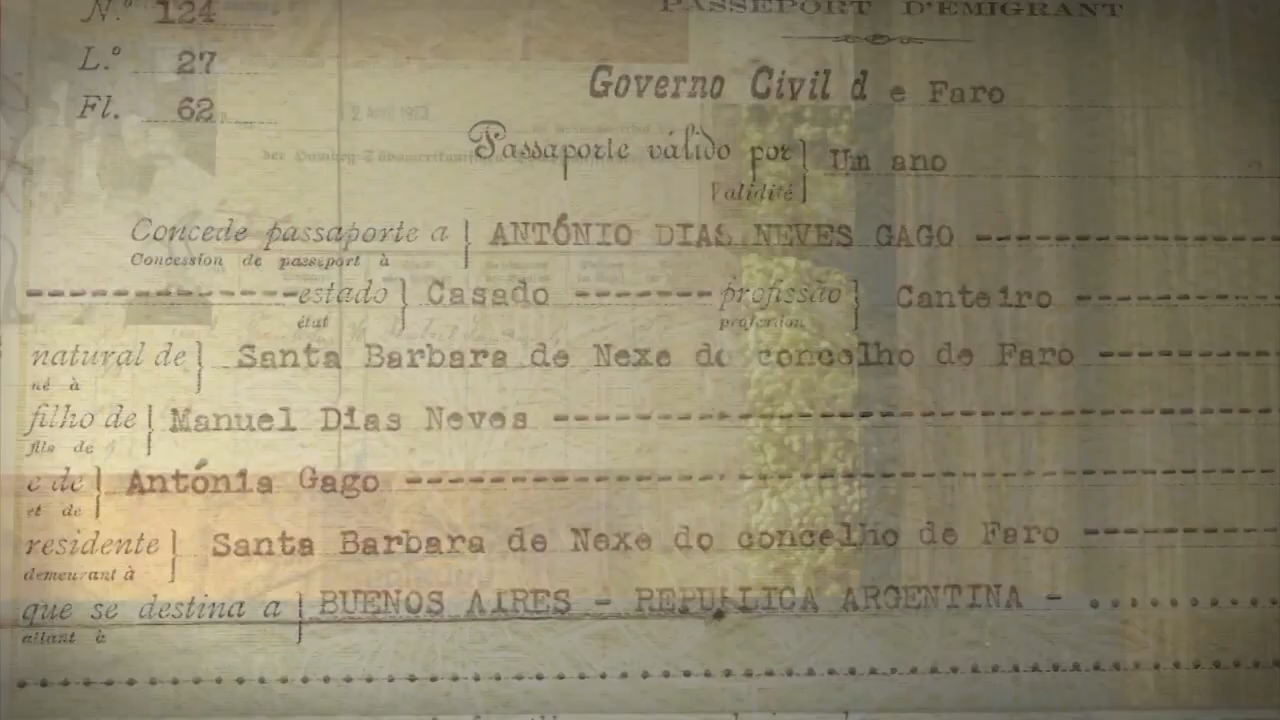 N.º 124
PASSEPORT D'ÉMIGRANT
L.º 27
Governo Civil de Faro
Fl. 62
Passaporte válido por Um ano
Validité
Concede passaporte a ANTÓNIO DIAS NEVES GAGO
Concession de passeport à
estado Casado profissão Canteiro
état profession
natural de Santa Barbara de Nexe do concelho de Faro
né à
filho de Manuel Dias Neves
fils de
e de Antónia Gago
et de
residente Santa Barbara de Nexe do concelho de Faro
demeurant à
que se destina a BUENOS AIRES - REPUBLICA ARGENTINA -
allant à